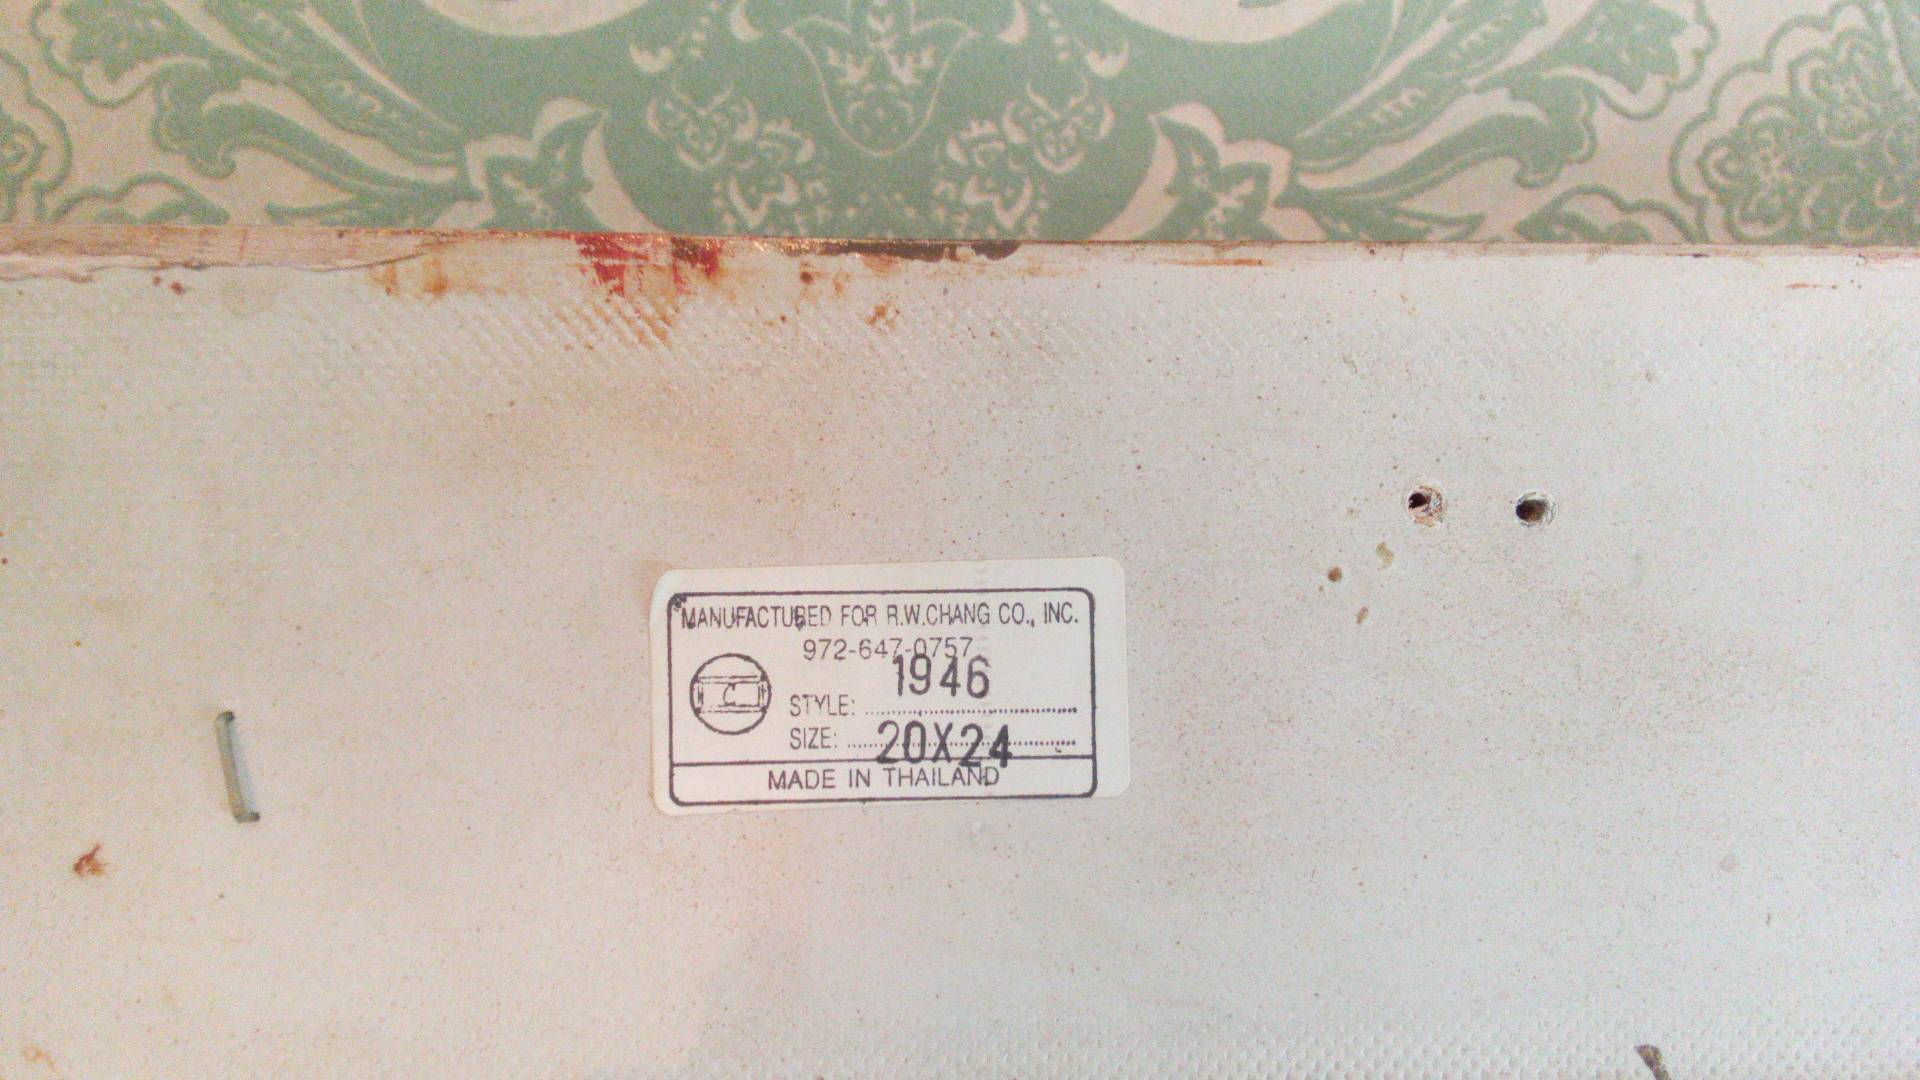 MANUFACTURED FOR R.W.CHANG CO., INC.
972-647-0757
C
STYLE: 1946
SIZE: 20X24
MADE IN THAILAND